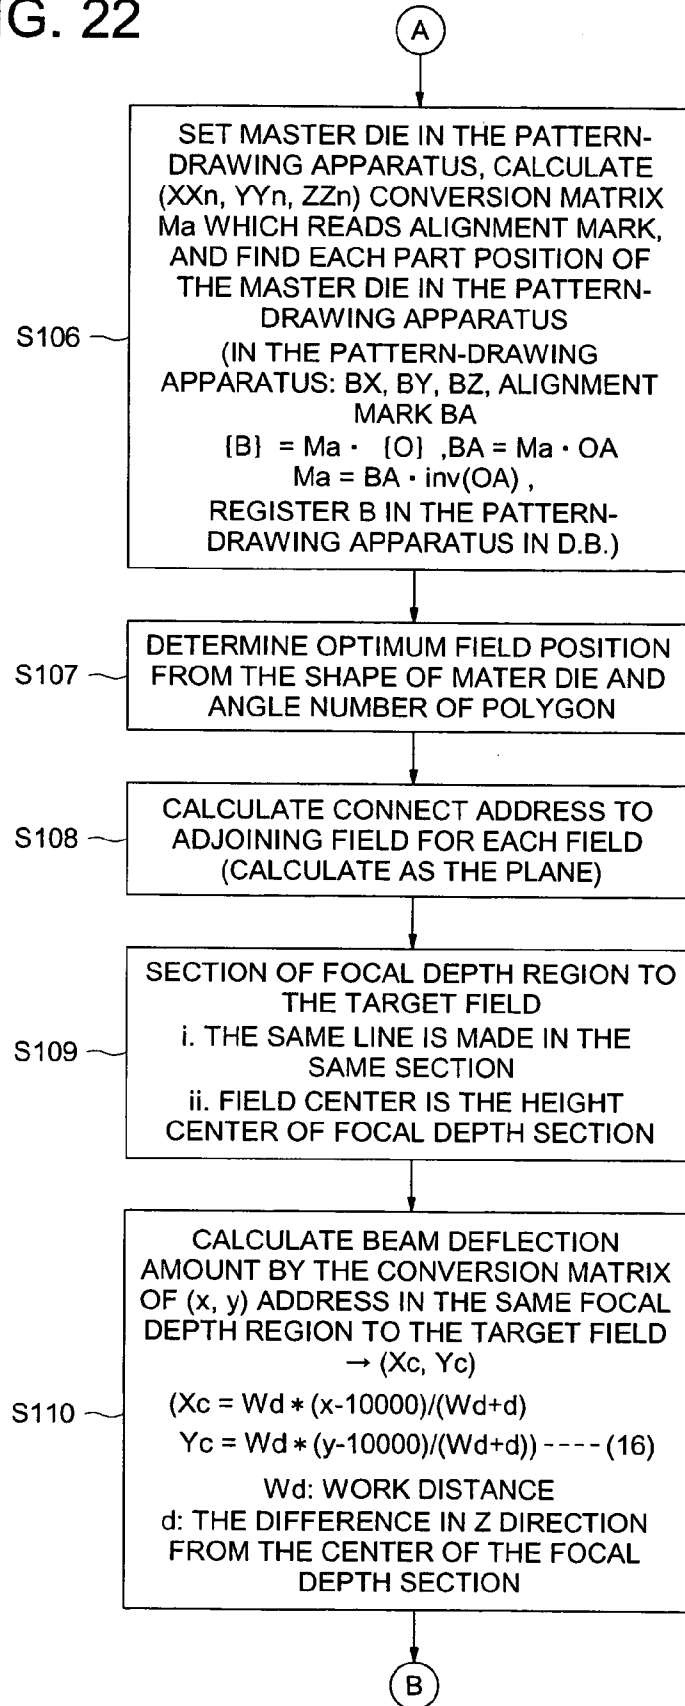 IG. 22
A
SET MASTER DIE IN THE PATTERN-
DRAWING APPARATUS, CALCULATE
(XXn, YYn, ZZn) CONVERSION MATRIX
Ma WHICH READS ALIGNMENT MARK,
AND FIND EACH PART POSITION OF
THE MASTER DIE IN THE PATTERN-
DRAWING APPARATUS
(IN THE PATTERN-DRAWING
APPARATUS: BX, BY, BZ, ALIGNMENT
MARK BA
{B} = Ma · {O} ,BA = Ma · OA
Ma = BA · inv(OA) ,
REGISTER B IN THE PATTERN-
DRAWING APPARATUS IN D.B.)
S106
DETERMINE OPTIMUM FIELD POSITION
FROM THE SHAPE OF MATER DIE AND
ANGLE NUMBER OF POLYGON
S107
CALCULATE CONNECT ADDRESS TO
ADJOINING FIELD FOR EACH FIELD
(CALCULATE AS THE PLANE)
S108
SECTION OF FOCAL DEPTH REGION TO
THE TARGET FIELD
i. THE SAME LINE IS MADE IN THE
SAME SECTION
ii. FIELD CENTER IS THE HEIGHT
CENTER OF FOCAL DEPTH SECTION
S109
CALCULATE BEAM DEFLECTION
AMOUNT BY THE CONVERSION MATRIX
OF (x, y) ADDRESS IN THE SAME FOCAL
DEPTH REGION TO THE TARGET FIELD
→ (Xc, Yc)
(Xc = Wd * (x-10000)/(Wd+d)
Yc = Wd * (y-10000)/(Wd+d)) ---- (16)
Wd: WORK DISTANCE
d: THE DIFFERENCE IN Z DIRECTION
FROM THE CENTER OF THE FOCAL
DEPTH SECTION
S110
B